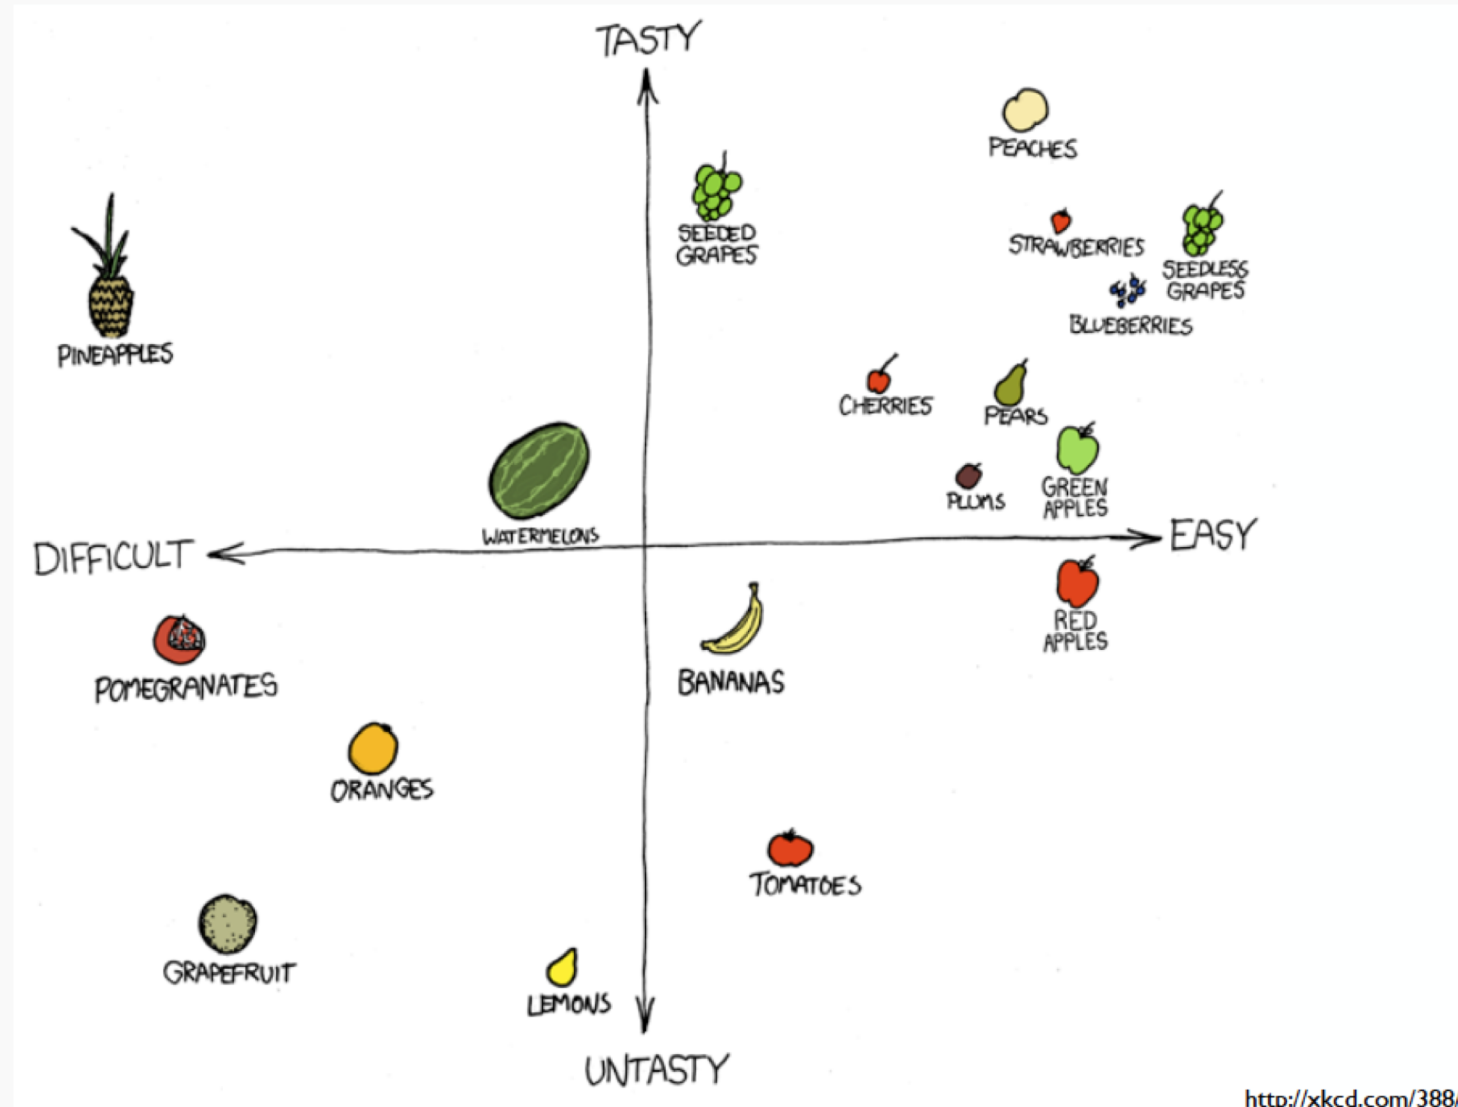 TASTY
PEACHES
SEEDED
GRAPES
STRAWBERRIES
SEEDLESS
GRAPES
BLUEBERRIES
PINEAPPLES
CHERRIES
PEARS
GREEN
APPLES
PLUMS
WATERMELONS
DIFFICULT
EASY
RED
APPLES
POMEGRANATES
BANANAS
ORANGES
TOMATOES
GRAPEFRUIT
LEMONS
UNTASTY
http://xkcd.com/388/